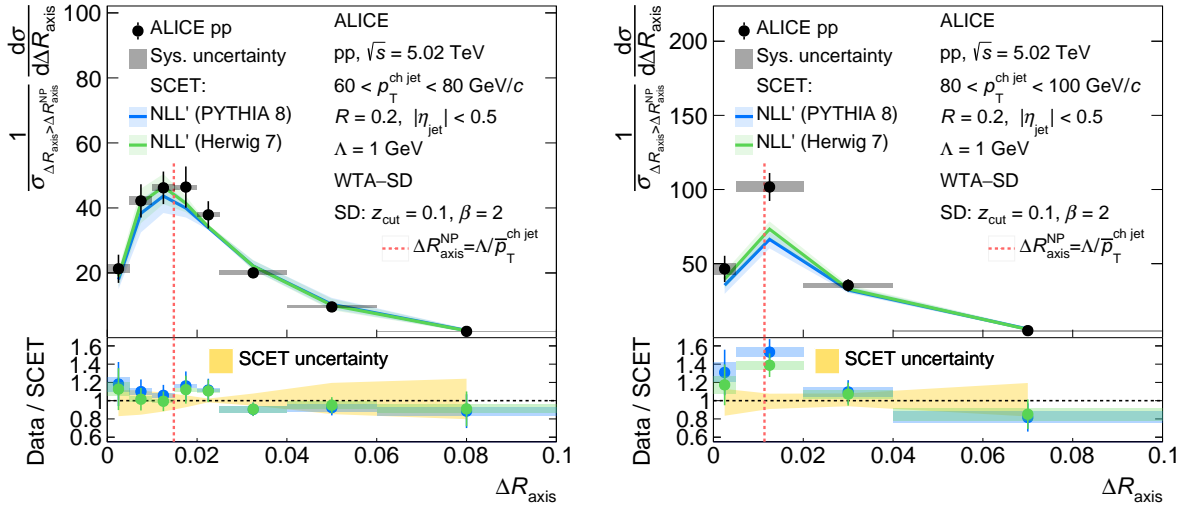 1/σ_{ΔR_axis>ΔR_axis^NP} dσ/dΔR_axis
100
80
60
40
20
ALICE pp
Sys. uncertainty
SCET:
NLL' (PYTHIA 8)
NLL' (Herwig 7)
ALICE
pp, √s = 5.02 TeV
60 < p_T^{ch jet} < 80 GeV/c
R = 0.2, |η_jet| < 0.5
Λ = 1 GeV
WTA–SD
SD: z_cut = 0.1, β = 2
ΔR_axis^NP=Λ/p̅_T^{ch jet}
Data / SCET
1.6
1.4
1.2
1
0.8
0.6
SCET uncertainty
0 0.02 0.04 0.06 0.08 0.1
ΔR_axis
1/σ_{ΔR_axis>ΔR_axis^NP} dσ/dΔR_axis
200
150
100
50
ALICE pp
Sys. uncertainty
SCET:
NLL' (PYTHIA 8)
NLL' (Herwig 7)
ALICE
pp, √s = 5.02 TeV
80 < p_T^{ch jet} < 100 GeV/c
R = 0.2, |η_jet| < 0.5
Λ = 1 GeV
WTA–SD
SD: z_cut = 0.1, β = 2
ΔR_axis^NP=Λ/p̅_T^{ch jet}
Data / SCET
1.6
1.4
1.2
1
0.8
0.6
SCET uncertainty
0 0.02 0.04 0.06 0.08 0.1
ΔR_axis